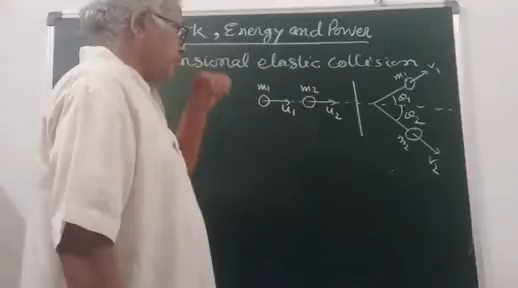 k, Energy and Power
nsional elastic collision
m₁ m₂
u₁ u₂
m₁ v₁
θ₁
θ₂
m₂
v₂